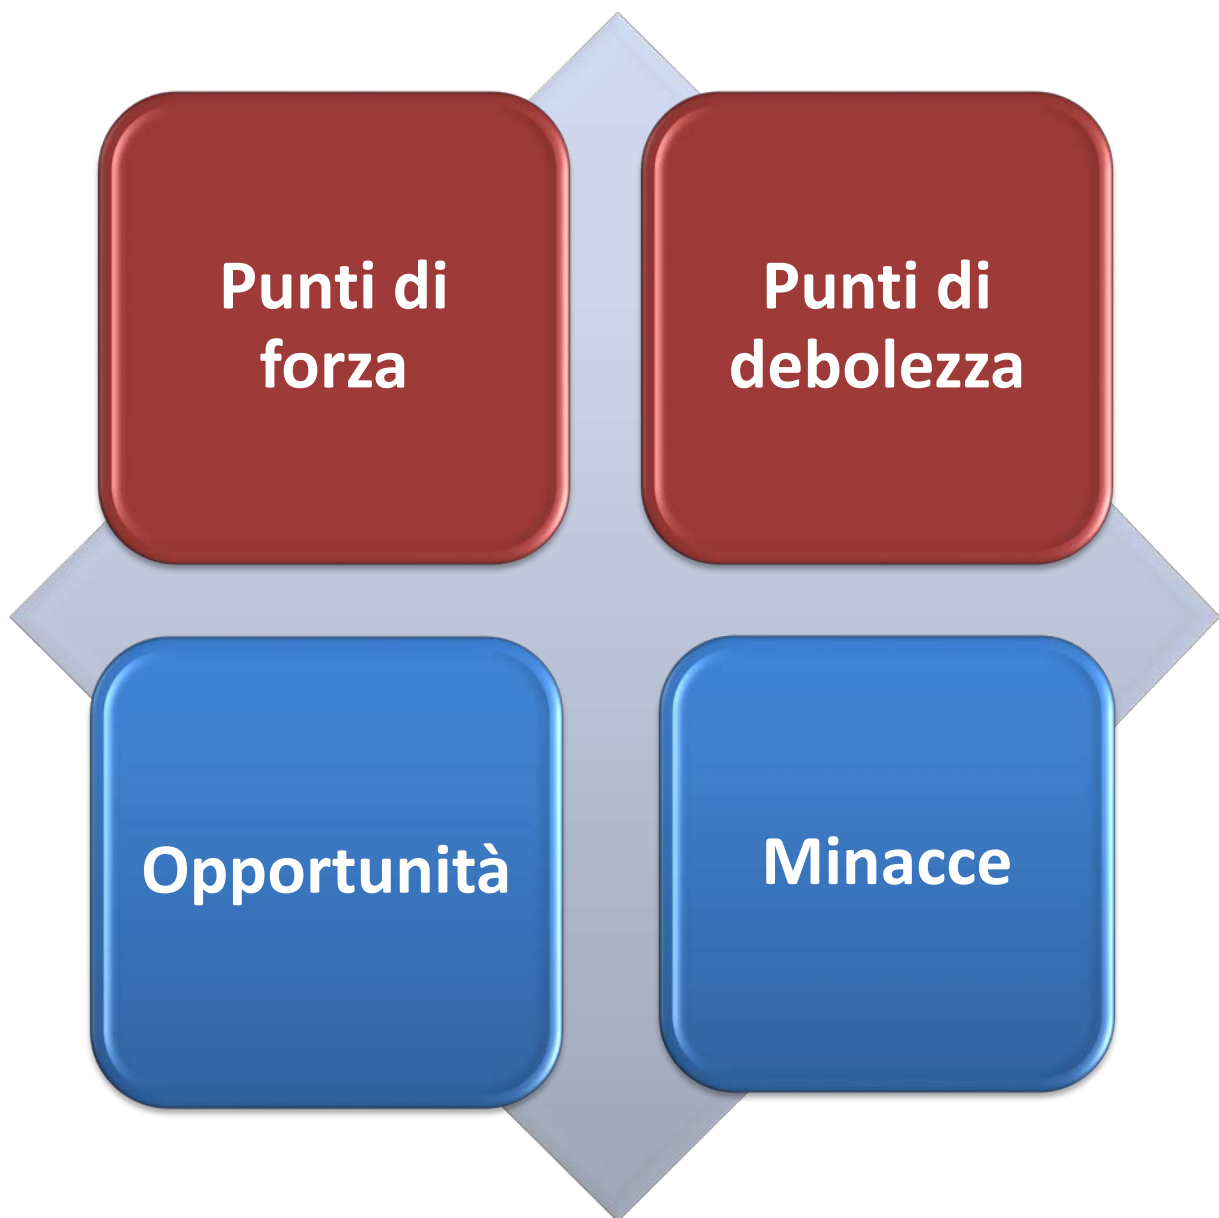 Punti di
forza
Punti di
debolezza
Opportunità
Minacce